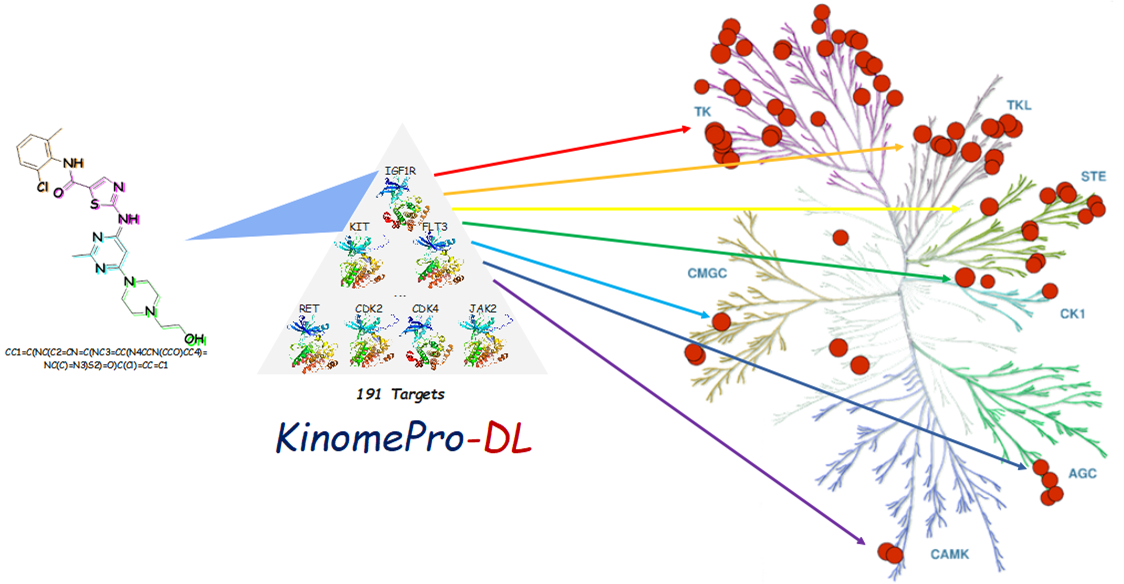 NH
Cl
O
N
S
NH
N
N
N
N
OH
CC1=C(NC(C2=CN=C(NC3=CC(N4CCN(CCO)CC4)=
NC(C)=N3)S2)=O)C(Cl)=CC=C1
IGF1R
KIT
FLT3
...
RET
CDK2
CDK4
JAK2
191 Targets
KinomePro-DL
TK
TKL
STE
CMGC
CK1
AGC
CAMK